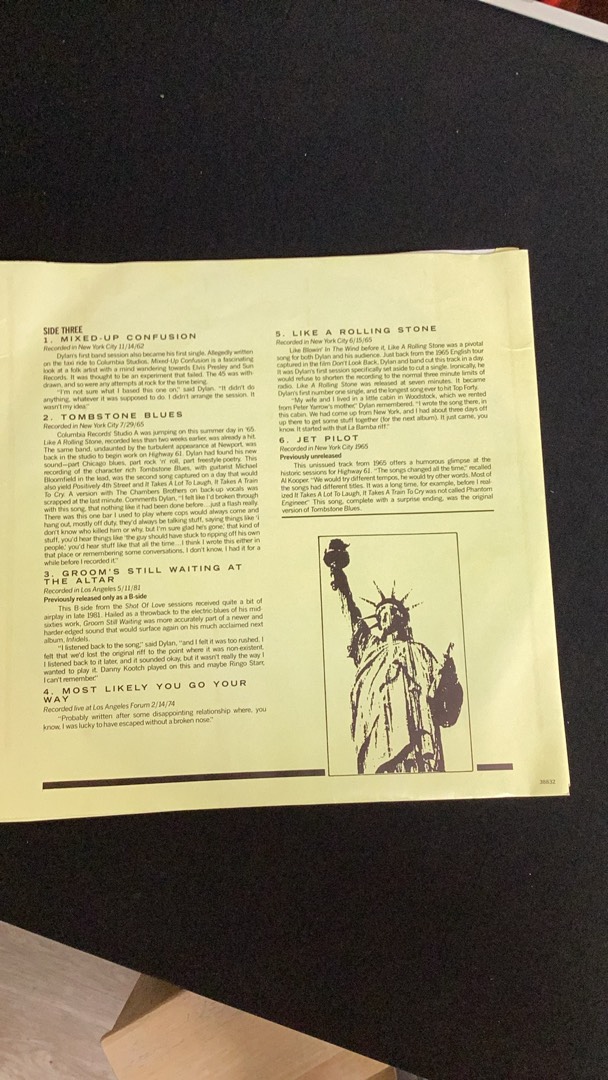 SIDE THREE
1. MIXED-UP CONFUSION
Recorded in New York City 11/14/62
Dylan's first band session also became his first single. Allegedly written
on the taxi ride to Columbia Studios, Mixed-Up Confusion is a fascinating
look at a folk artist with a mind wandering towards Elvis Presley and Sun
Records. It was thought to be an experiment that failed. The 45 was with-
drawn, and so were any attempts at rock for the time being.
"I'm not sure what I based this one on," said Dylan. "It didn't do
anything, whatever it was supposed to do. I didn't arrange the session. It
wasn't my idea."
2. TOMBSTONE BLUES
Recorded in New York City 7/29/65
Columbia Records' Studio A was jumping on this summer day in '65.
Like A Rolling Stone, recorded less than two weeks earlier, was already a hit.
The same band, undaunted by the turbulent appearance at Newport, was
back in the studio to begin work on Highway 61. Dylan had found his new
sound—part Chicago blues, part rock 'n' roll, part freestyle poetry. This
recording of the character rich Tombstone Blues, with guitarist Michael
Bloomfield in the lead, was the second song captured on a day that would
also yield Positively 4th Street and It Takes A Lot To Laugh, It Takes A Train
To Cry. A version with The Chambers Brothers on back-up vocals was
scrapped at the last minute. Comments Dylan, "I felt like I'd broken through
with this song, that nothing like it had been done before...just a flash really.
There was this one bar I used to play where cops would always come and
hang out, mostly off duty, they'd always be talking stuff, saying things like 'I
don't know who killed him or why, but I'm sure glad he's gone,' that kind of
stuff, you'd hear things like 'the guy should have stuck to ripping off his own
people,' you'd hear stuff like that all the time... I think I wrote this either in
that place or remembering some conversations, I don't know, I had it for a
while before I recorded it."
3. GROOM'S STILL WAITING AT
THE ALTAR
Recorded in Los Angeles 5/11/81
Previously released only as a B-side
This B-side from the Shot Of Love sessions received quite a bit of
airplay in late 1981. Hailed as a throwback to the electric-blues of his mid-
sixties work, Groom Still Waiting was more accurately part of a newer and
harder-edged sound that would surface again on his much acclaimed next
album, Infidels.
"I listened back to the song," said Dylan, "and I felt it was too rushed. I
felt that we'd lost the original riff to the point where it was non-existent.
I listened back to it later, and it sounded okay, but it wasn't really the way I
wanted to play it. Danny Kootch played on this and maybe Ringo Starr,
I can't remember."
4. MOST LIKELY YOU GO YOUR
WAY
Recorded live at Los Angeles Forum 2/14/74
"Probably written after some disappointing relationship where, you
know, I was lucky to have escaped without a broken nose."
5. LIKE A ROLLING STONE
Recorded in New York City 6/15/65
Like Blowin' In The Wind before it, Like A Rolling Stone was a pivotal
song for both Dylan and his audience. Just back from the 1965 English tour
captured in the film Don't Look Back, Dylan and band cut this track in a day.
It was Dylan's first session specifically set aside to cut a single. Ironically, he
would refuse to shorten the recording to the normal three minute limits of
radio. Like A Rolling Stone was released at seven minutes. It became
Dylan's first number one single, and the longest song ever to hit Top Forty.
"My wife and I lived in a little cabin in Woodstock, which we rented
from Peter Yarrow's mother," Dylan remembered. "I wrote the song there, in
this cabin. We had come up from New York, and I had about three days off
up there to get some stuff together (for the next album). It just came, you
know. It started with that La Bamba riff."
6. JET PILOT
Recorded in New York City 1965
Previously unreleased
This unissued track from 1965 offers a humorous glimpse at the
historic sessions for Highway 61. "The songs changed all the time," recalled
Al Kooper. "We would try different tempos, he would try other words. Most of
the songs had different titles. It was a long time, for example, before I real-
ized It Takes A Lot To Laugh, It Takes A Train To Cry was not called Phantom
Engineer." This song, complete with a surprise ending, was the original
version of Tombstone Blues.
36632